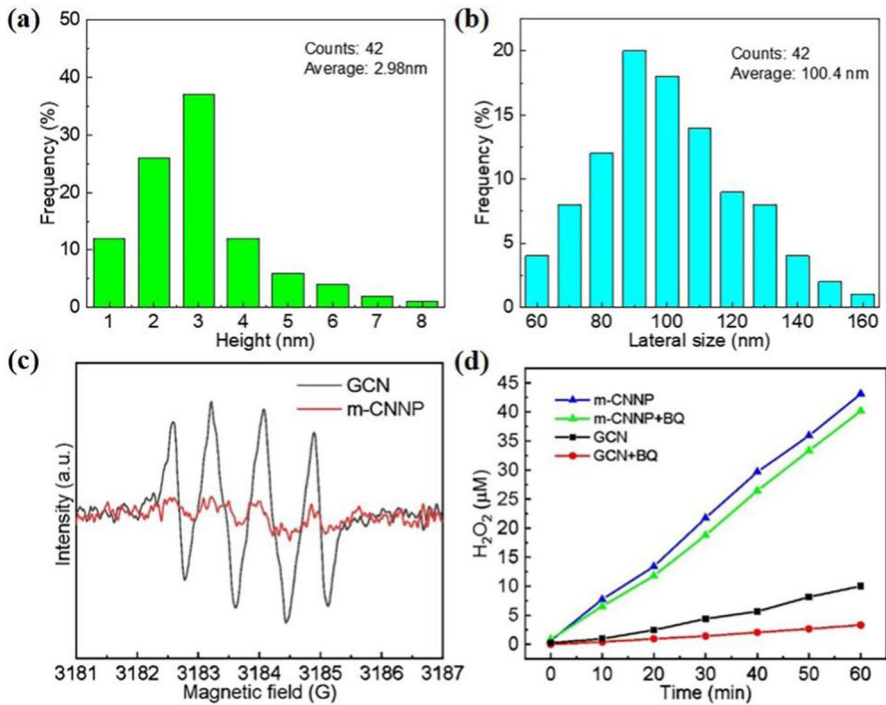 (a)
50
40
30
20
10
0
Frequency (%)
Counts: 42
Average: 2.98nm
1 2 3 4 5 6 7 8
Height (nm)
(b)
20
15
10
5
0
Frequency (%)
Counts: 42
Average: 100.4 nm
60 80 100 120 140 160
Lateral size (nm)
(c)
Intensity (a.u.)
GCN
m-CNNP
3181 3182 3183 3184 3185 3186 3187
Magnetic field (G)
(d)
45
40
35
30
25
20
15
10
5
0
H₂O₂ (μM)
m-CNNP
m-CNNP+BQ
GCN
GCN+BQ
0 10 20 30 40 50 60
Time (min)